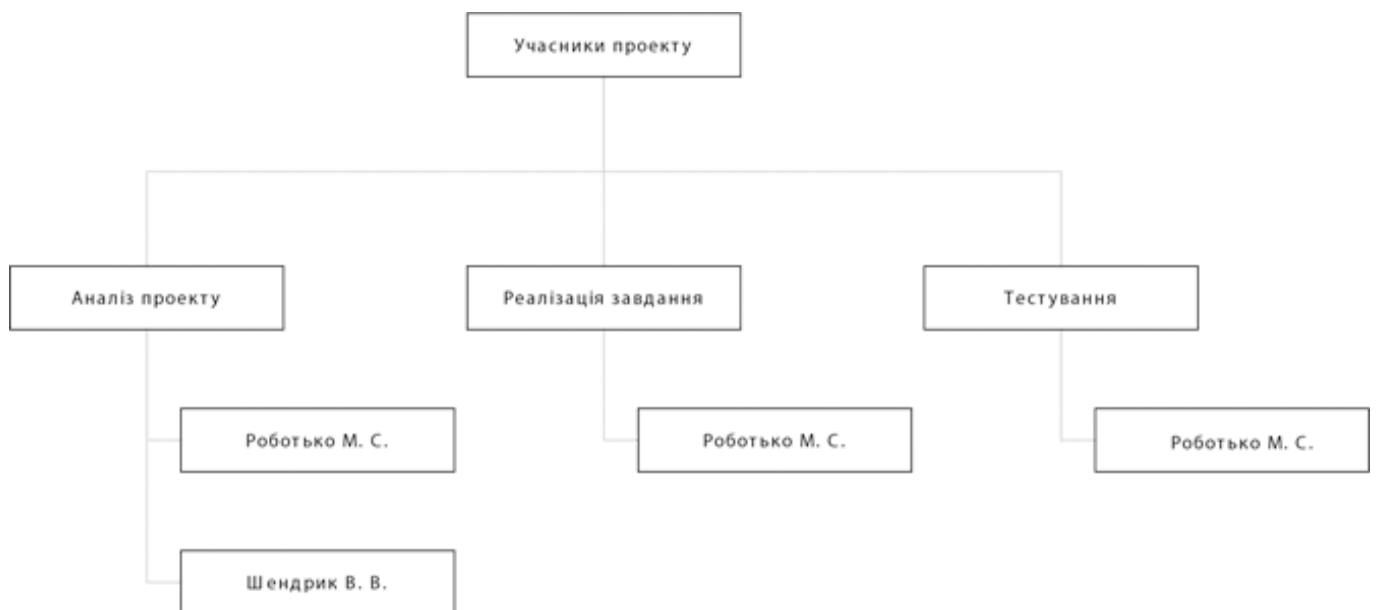 Учасники проекту
Аналіз проекту
Реалізація завдання
Тестування
Роботько М. С.
Роботько М. С.
Роботько М. С.
Шендрик В. В.